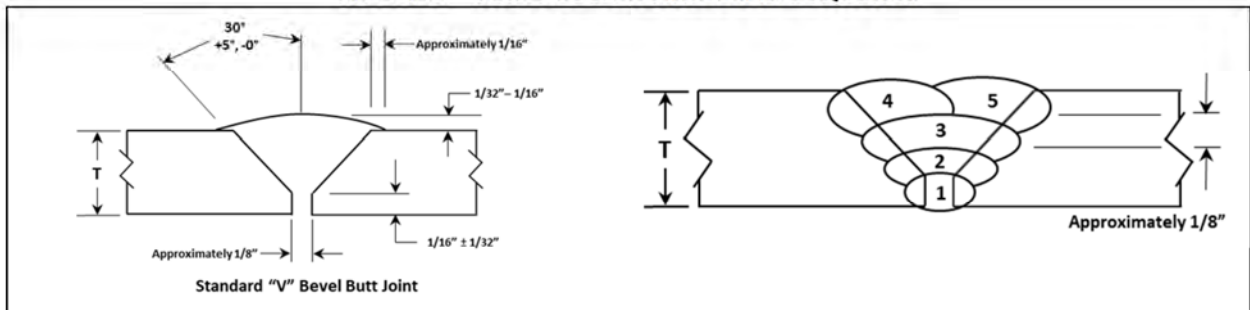 30°
+5°, -0°
Approximately 1/16"
1/32"– 1/16"
T
Approximately 1/8"
1/16" ± 1/32"
Standard "V" Bevel Butt Joint
4
5
3
2
1
T
Approximately 1/8"